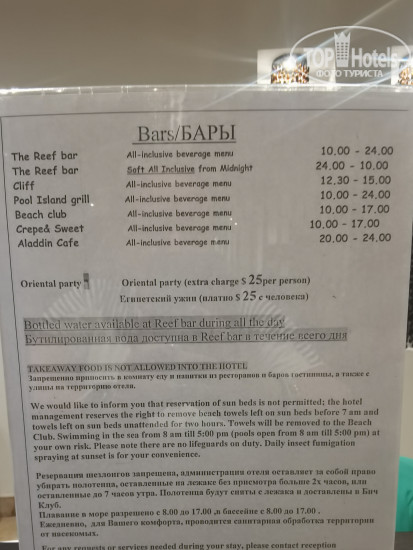 TOPHotels
ФОТО ТУРИСТА
Bars/БАРЫ
The Reef bar All-inclusive beverage menu 10.00 - 24.00
The Reef bar Soft All Inclusive from Midnight 24.00 - 10.00
Cliff All-inclusive beverage menu 12.30 - 15.00
Pool Island grill All-inclusive beverage menu 10.00 - 24.00
Beach club All-inclusive beverage menu 10.00 - 17.00
Crepe& Sweet All-inclusive beverage menu 10.00 - 17.00
Aladdin Cafe All-inclusive beverage menu 20.00 - 24.00
Oriental party Oriental party (extra charge $ 25per person)
Египетский ужин (платно $ 25 с человека)
Bottled water available at Reef bar during all the day
Бутилированная вода доступна в Reef bar в течение всего дня
TAKEAWAY FOOD IS NOT ALLOWED INTO THE HOTEL
Запрещенно приносить в комнату еду и напитки из ресторанов и баров гостиницы, а также с
улицы на территорию отеля.
We would like to inform you that reservation of sun beds is not permitted; the hotel
management reserves the right to remove beach towels left on sun beds before 7 am and
towels left on sun beds unattended for two hours. Towels will be removed to the Beach
Club. Swimming in the sea from 8 am till 5:00 pm (pools open from 8 am till 5:00 pm) at
your own risk. Please note there are no lifeguards on duty. Daily insect fumigation
spraying at sunset is for your convenience.
Резервация шезлонгов запрещена, администрация отеля оставляет за собой право
убирать полотенца, оставленные на лежаке без присмотра больше 2х часов, или
оставленные до 7 часов утра. Полотенца будут сняты с лежака и доставлены в Бич
Клуб.
Плавание в море разрешено с 8.00 до 17.00 ,в бассейне с 8.00 до 17.00 .
Ежедневно, для Вашего комфорта, проводится санитарная обработка территории
от насекомых.
For any requests or services needed during your stay, please contact reception